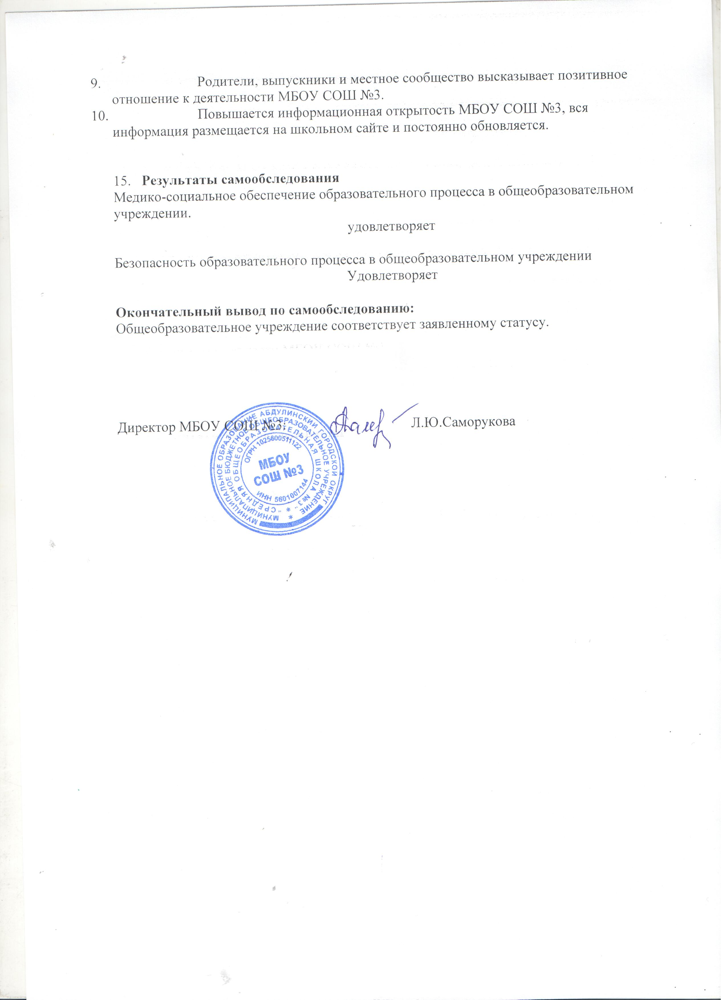 9. Родители, выпускники и местное сообщество высказывает позитивное
отношение к деятельности МБОУ СОШ №3.
10. Повышается информационная открытость МБОУ СОШ №3, вся
информация размещается на школьном сайте и постоянно обновляется.
15. Результаты самообследования
Медико-социальное обеспечение образовательного процесса в общеобразовательном
учреждении.
удовлетворяет
Безопасность образовательного процесса в общеобразовательном учреждении
Удовлетворяет
Окончательный вывод по самообследованию:
Общеобразовательное учреждение соответствует заявленному статусу.
Директор МБОУ СОШ №3: Л.Ю.Саморукова
МУНИЦИПАЛЬНОЕ ОБРАЗОВАНИЕ АБДУЛИНСКИЙ ГОРОДСКОЙ ОКРУГ
МУНИЦИПАЛЬНОЕ БЮДЖЕТНОЕ ОБЩЕОБРАЗОВАТЕЛЬНОЕ УЧРЕЖДЕНИЕ *
"СРЕДНЯЯ ОБЩЕОБРАЗОВАТЕЛЬНАЯ ШКОЛА №3" *
ОГРН 1025600511122
МБОУ
СОШ №3
ИНН 5601007144